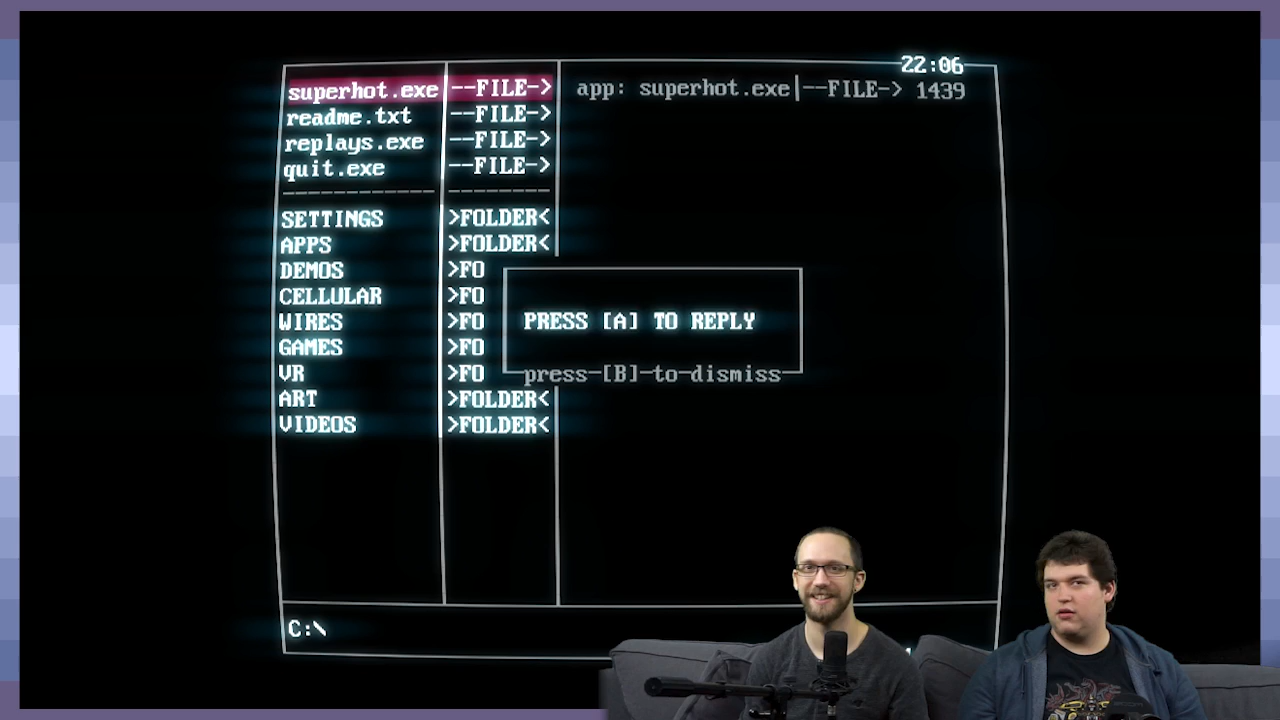 22:06
superhot.exe --FILE-> app: superhot.exe|--FILE-> 1439
readme.txt --FILE->
replays.exe --FILE->
quit.exe --FILE->
SETTINGS >FOLDER<
APPS >FOLDER<
DEMOS >FO
CELLULAR >FO
WIRES >FO PRESS [A] TO REPLY
GAMES >FO
VR >FO press-[B]-to-dismiss
ART >FOLDER<
VIDEOS >FOLDER<
C:\